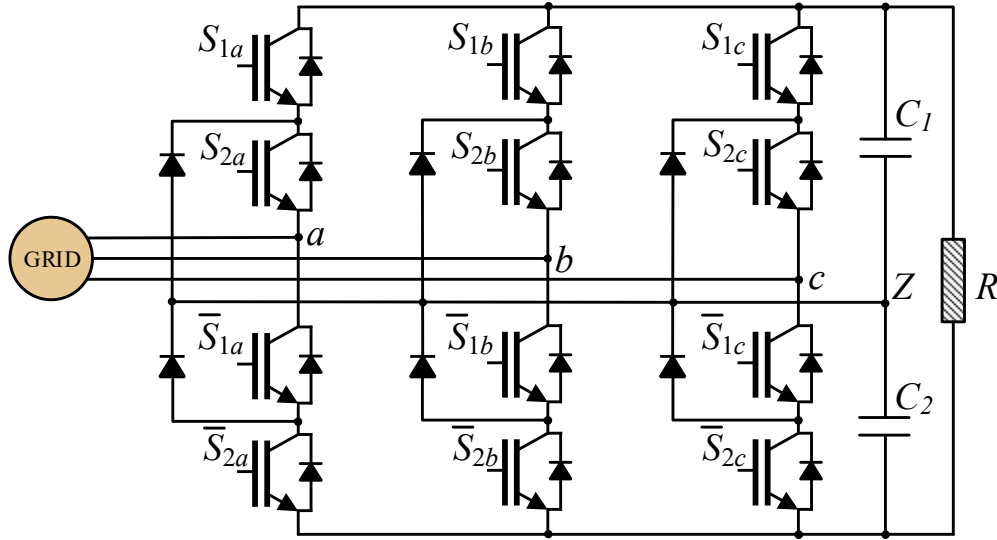 S1a
S1b
S1c
C1
S2a
S2b
S2c
GRID
a
b
c
Z
R
S̅1a
S̅1b
S̅1c
C2
S̅2a
S̅2b
S̅2c